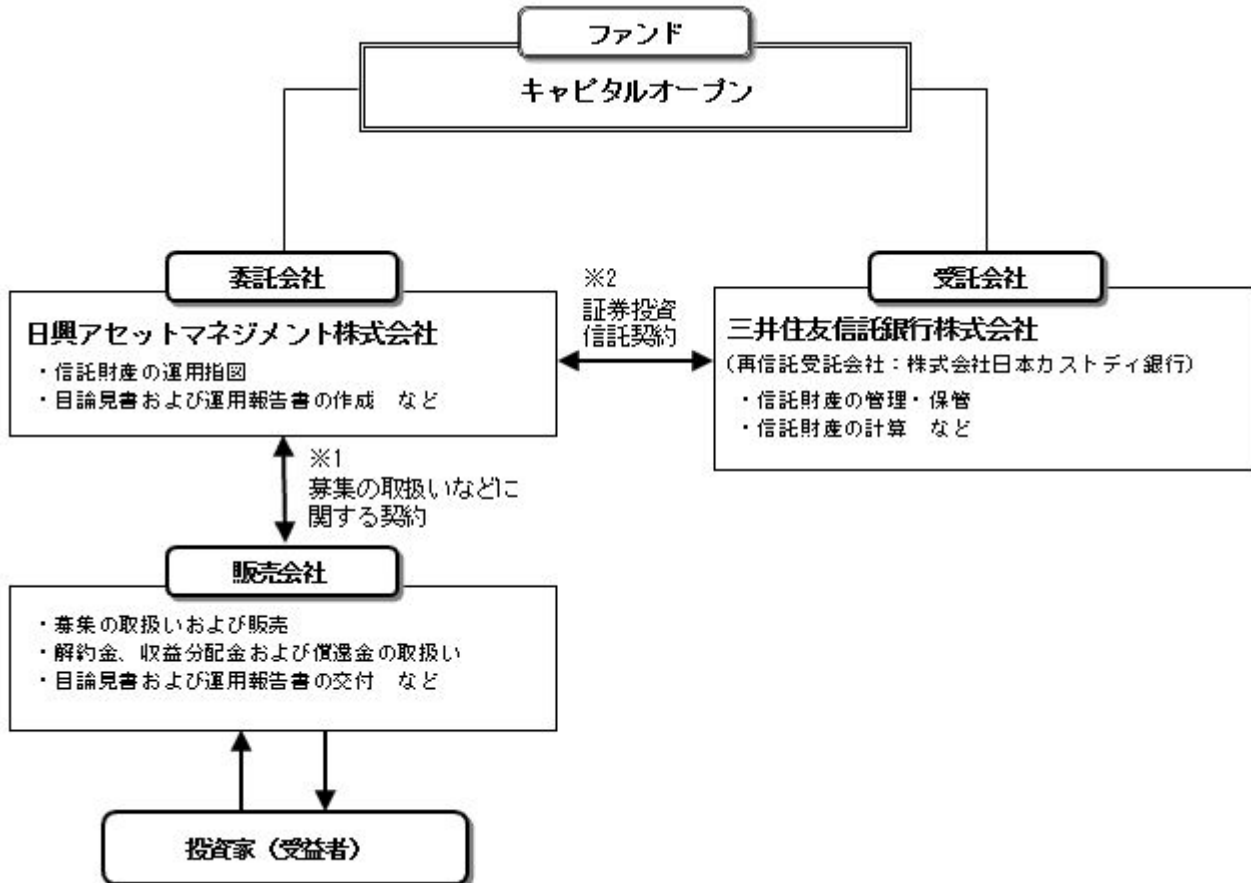 ファンド
キャピタルオープン
委託会社
日興アセットマネジメント株式会社
・信託財産の運用指図
・目論見書および運用報告書の作成　など
※2
証券投資
信託契約
受託会社
三井住友信託銀行株式会社
(再信託受託会社：株式会社日本カストディ銀行)
・信託財産の管理・保管
・信託財産の計算　など
※1
募集の取扱いなどに
関する契約
販売会社
・募集の取扱いおよび販売
・解約金、収益分配金および償還金の取扱い
・目論見書および運用報告書の交付　など
投資家（受益者）